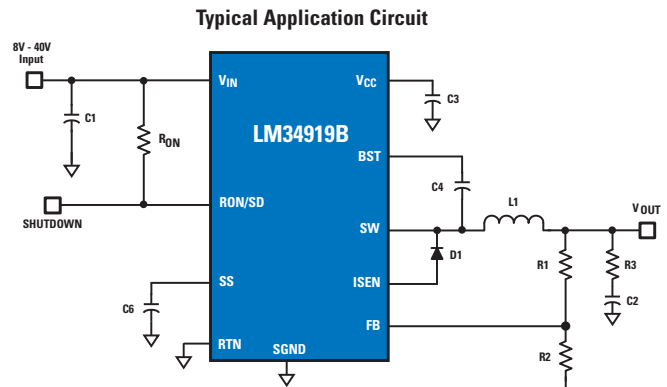 Typical Application Circuit
8V - 40V
Input
VIN
VCC
C3
C1
RON
LM34919B
BST
C4
L1
VOUT
RON/SD
SHUTDOWN
SW
D1
R1
R3
SS
ISEN
C6
C2
FB
RTN
SGND
R2